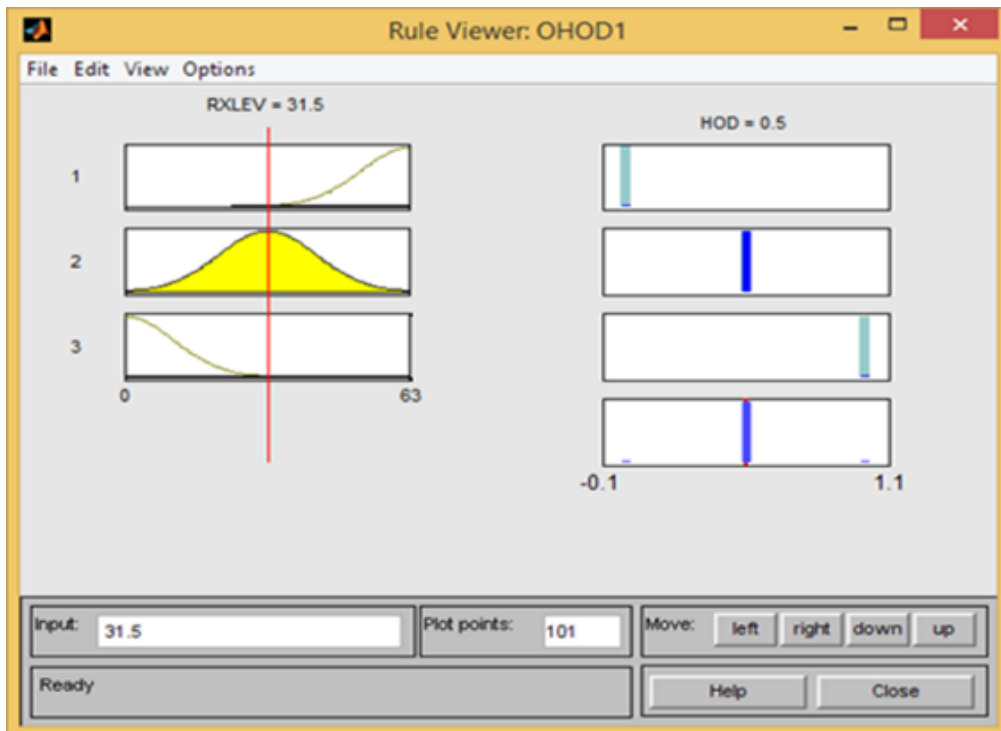 Rule Viewer: OHOD1
File Edit View Options
RXLEV = 31.5
HOD = 0.5
1
2
3
0 63
-0.1 1.1
Input: 31.5 Plot points: 101 Move: left right down up
Ready Help Close